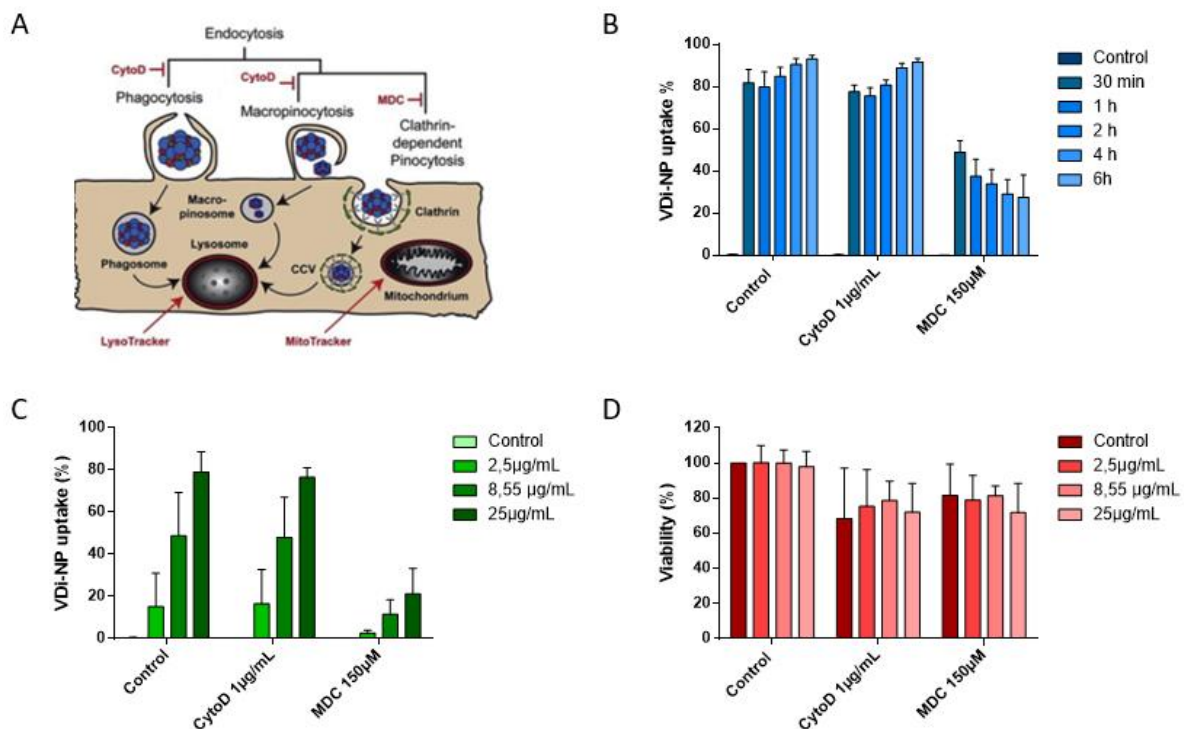 A
Endocytosis
CytoD
CytoD
MDC
Phagocytosis
Macropinocytosis
Clathrin-
dependent
Pinocytosis
Macro-
pinosome
Clathrin
Lysosome
Phagosome
CCV
Mitochondrium
LysoTracker
MitoTracker
B
VDi-NP uptake %
100
80
60
40
20
0
Control
CytoD 1µg/mL
MDC 150µM
Control
30 min
1 h
2 h
4 h
6h
C
VDi-NP uptake (%)
100
80
60
40
20
0
Control
CytoD 1µg/mL
MDC 150µM
Control
2,5µg/mL
8,55 µg/mL
25µg/mL
D
Viability (%)
120
100
80
60
40
20
0
Control
CytoD 1µg/mL
MDC 150µM
Control
2,5µg/mL
8,55 µg/mL
25µg/mL